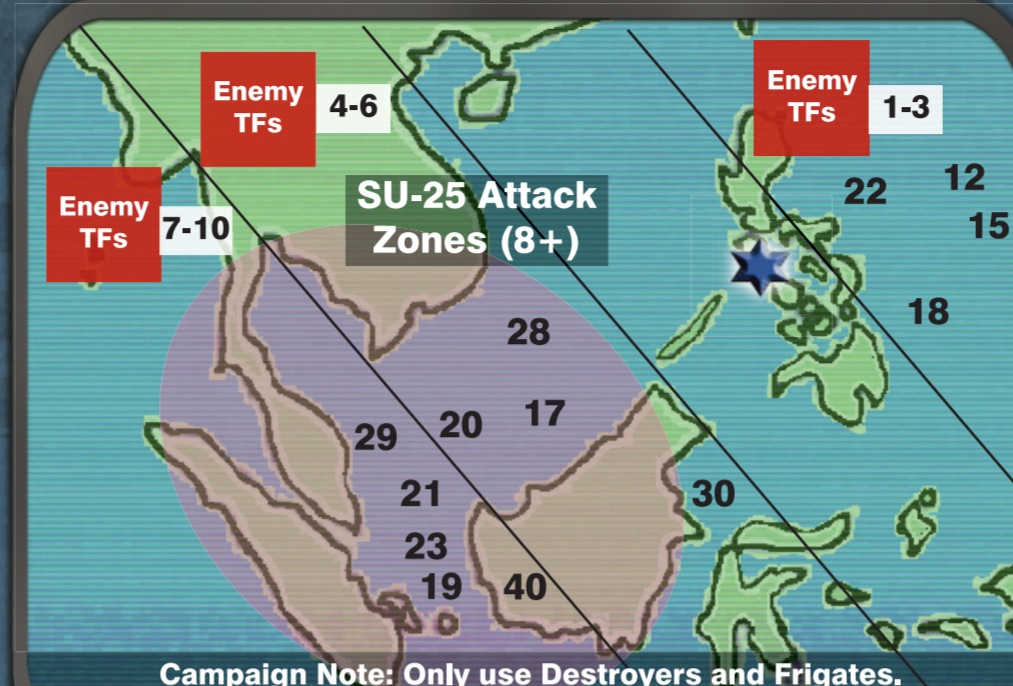 Enemy
TFs
1-3
Enemy
TFs
4-6
Enemy
TFs
7-10
SU-25 Attack
Zones (8+)
22
12
15
18
28
17
20
29
21
30
23
19
40
Campaign Note: Only use Destroyers and Frigates.